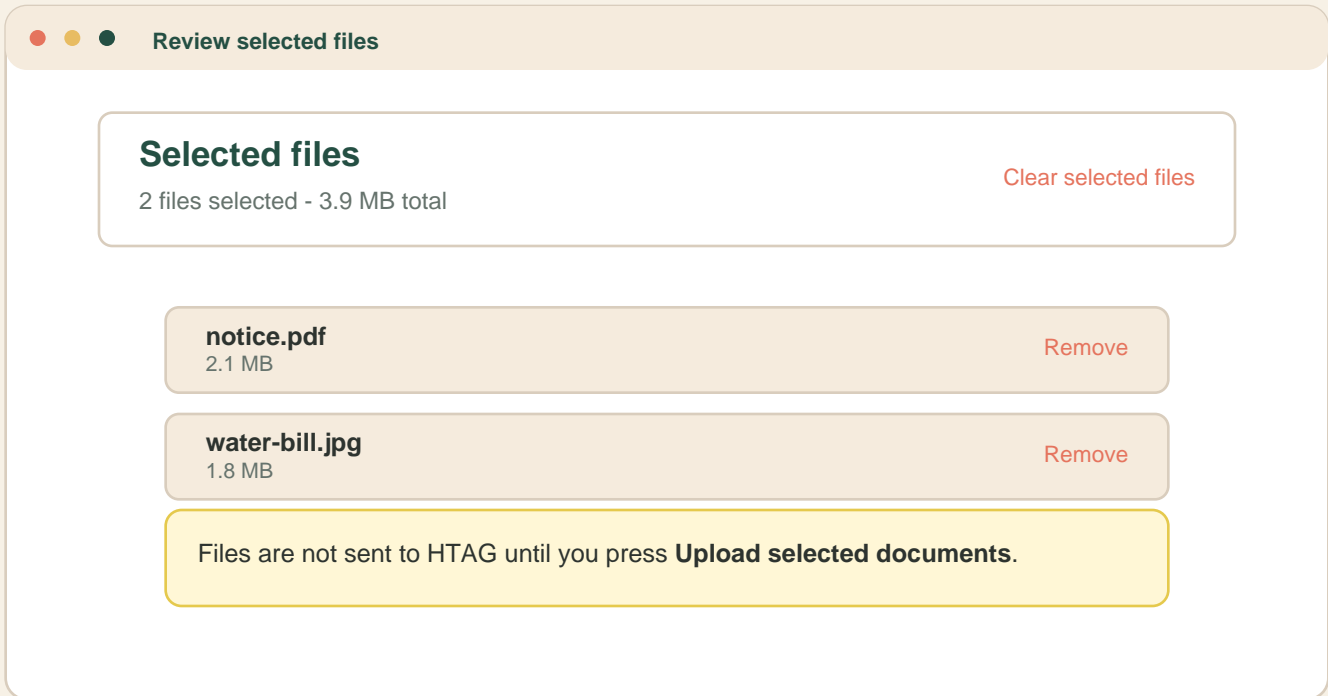 Review selected files
Selected files
2 files selected - 3.9 MB total
Clear selected files
notice.pdf
2.1 MB
Remove
water-bill.jpg
1.8 MB
Remove
Files are not sent to HTAG until you press Upload selected documents.